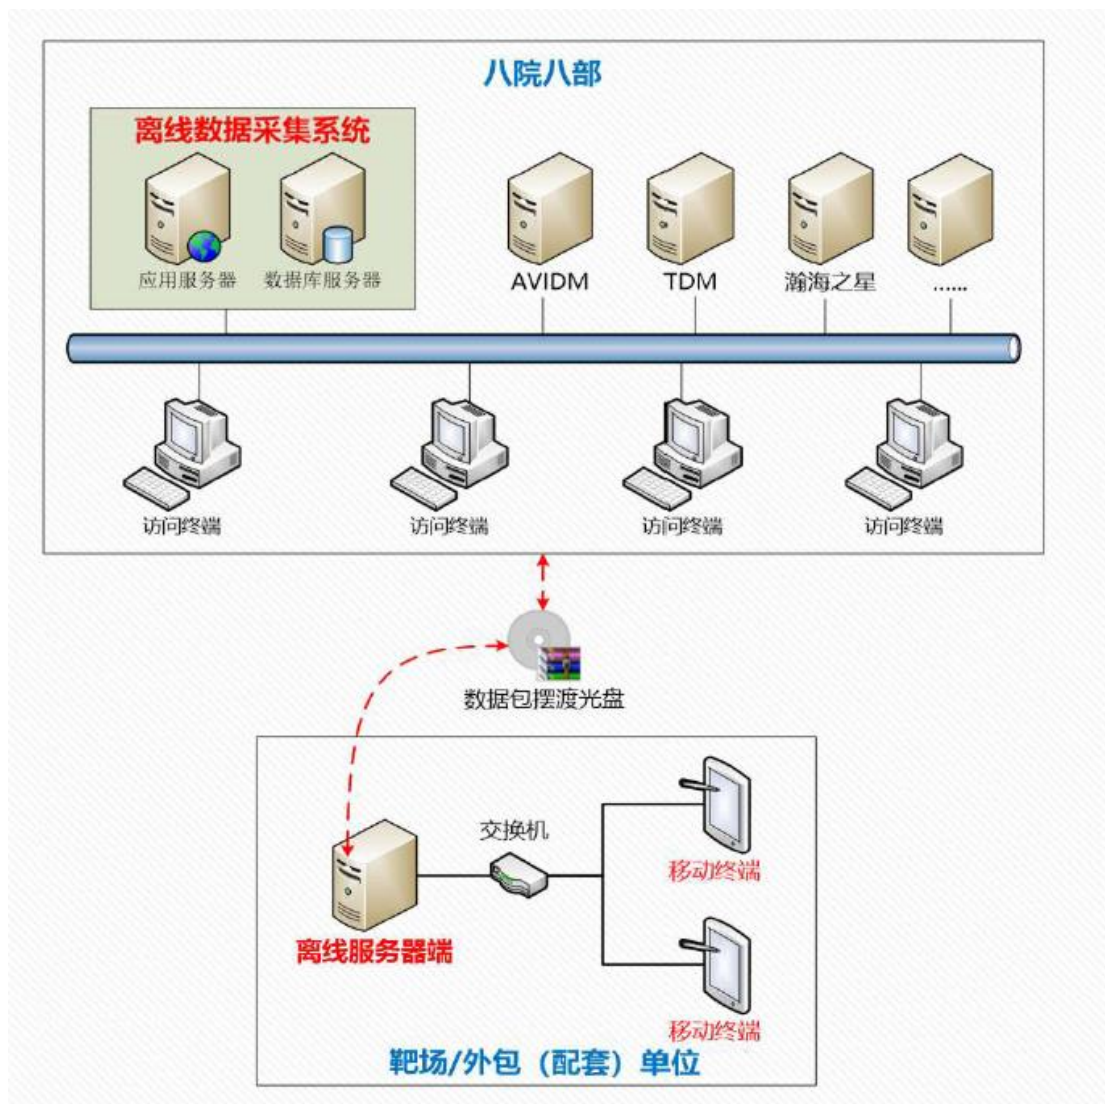 八院八部
离线数据采集系统
应用服务器
数据库服务器
AVIDM
TDM
瀚海之星
......
访问终端
访问终端
访问终端
访问终端
数据包摆渡光盘
交换机
移动终端
离线服务器端
移动终端
靶场/外包（配套）单位